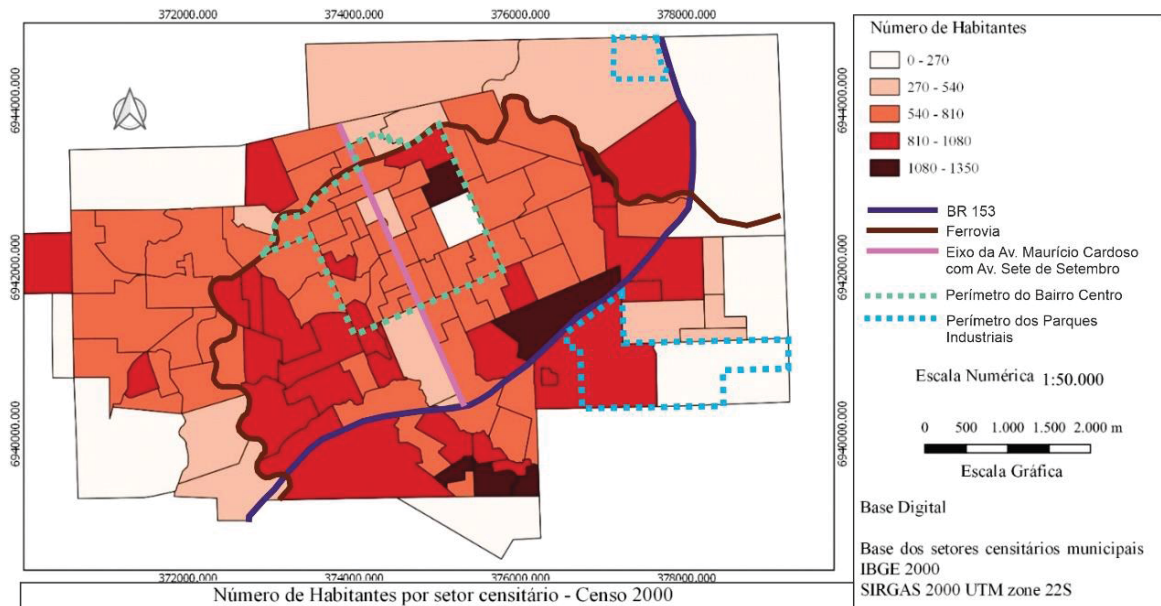 372000.000 374000.000 376000.000 378000.000
6944000.000 6944000.000
6942000.000 6942000.000
6940000.000 6940000.000
372000.000 374000.000 376000.000 378000.000
Número de Habitantes por setor censitário - Censo 2000
Número de Habitantes
0 - 270
270 - 540
540 - 810
810 - 1080
1080 - 1350
BR 153
Ferrovia
Eixo da Av. Maurício Cardoso
com Av. Sete de Setembro
Perímetro do Bairro Centro
Perímetro dos Parques
Industriais
Escala Numérica 1:50.000
0 500 1.000 1.500 2.000 m
Escala Gráfica
Base Digital
Base dos setores censitários municipais
IBGE 2000
SIRGAS 2000 UTM zone 22S